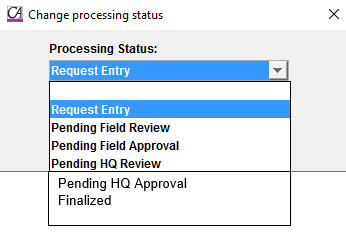 CA Change processing status
Processing Status:
Request Entry
Request Entry
Pending Field Review
Pending Field Approval
Pending HQ Review
Pending HQ Approval
Finalized